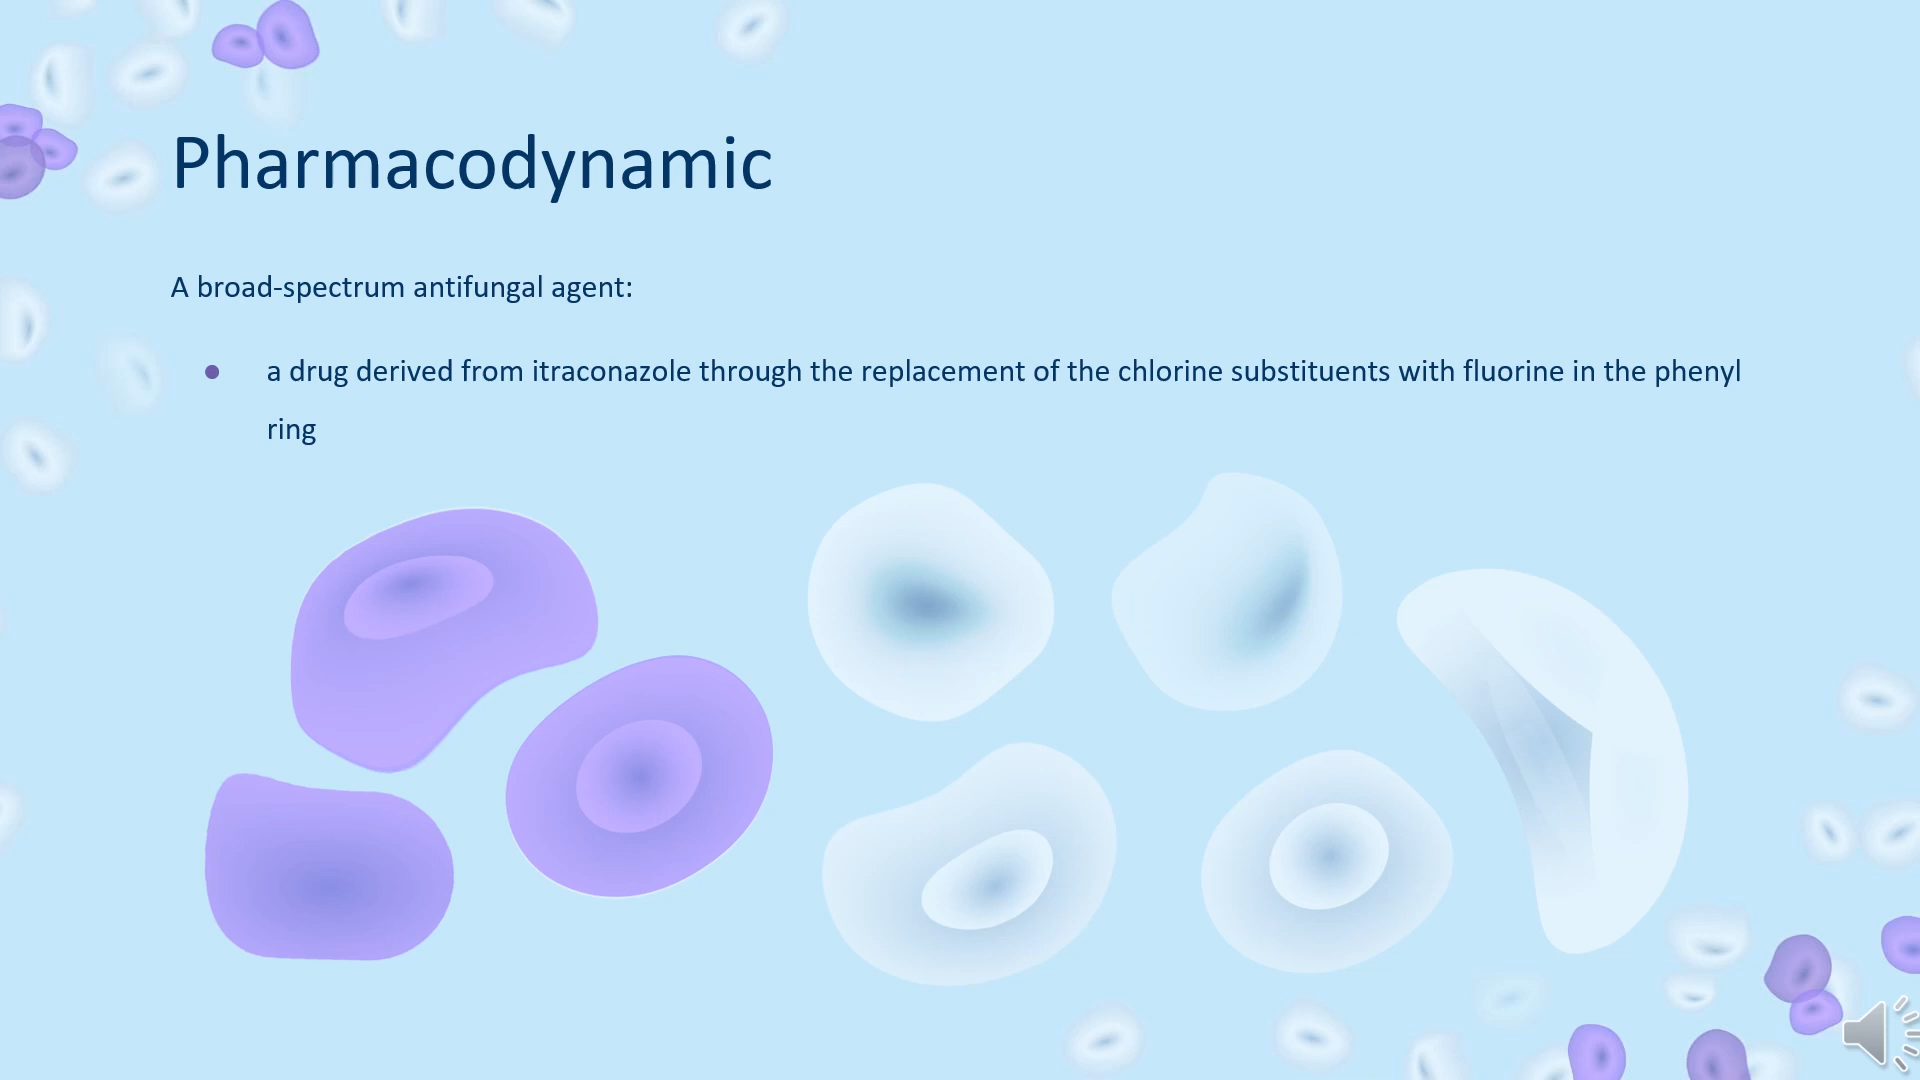 Pharmacodynamic
A broad-spectrum antifungal agent:
● a drug derived from itraconazole through the replacement of the chlorine substituents with fluorine in the phenyl
ring